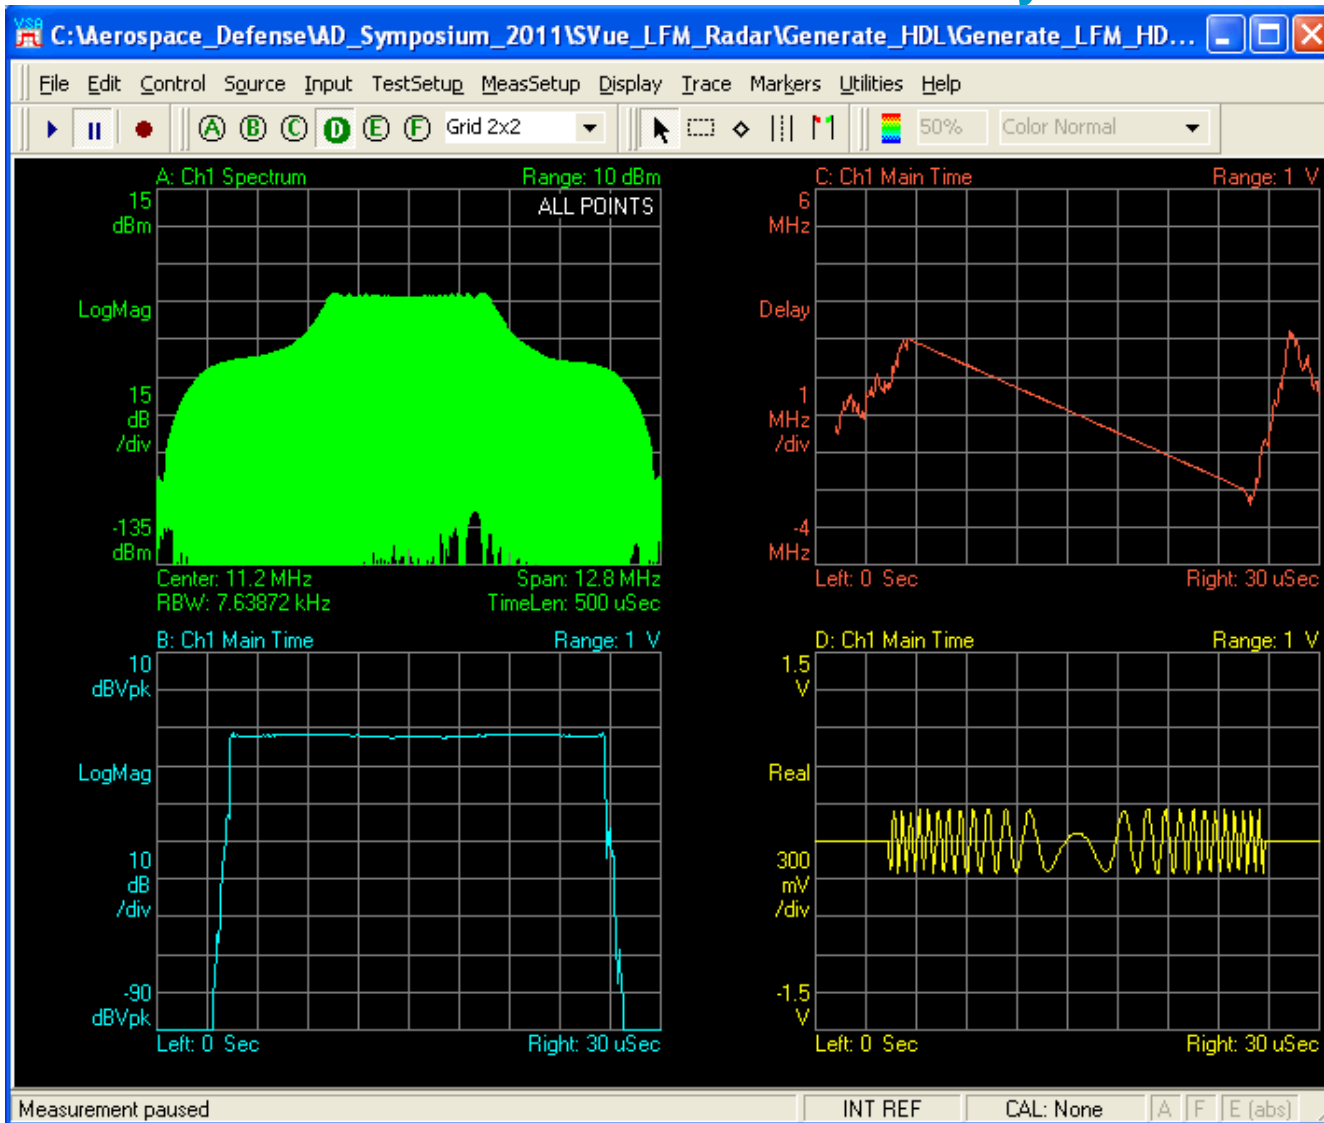 VSA
C:\Aerospace_Defense\AD_Symposium_2011\SVue_LFM_Radar\Generate_HDL\Generate_LFM_HD...
File Edit Control Source Input TestSetup MeasSetup Display Trace Markers Utilities Help
A B C D E F Grid 2x2 50% Color Normal
A: Ch1 Spectrum Range: 10 dBm
ALL POINTS
15
dBm
LogMag
15
dB
/div
-135
dBm
Center: 11.2 MHz Span: 12.8 MHz
RBW: 7.63872 kHz TimeLen: 500 uSec
C: Ch1 Main Time Range: 1 V
6
MHz
Delay
1
MHz
/div
-4
MHz
Left: 0 Sec Right: 30 uSec
B: Ch1 Main Time Range: 1 V
10
dBVpk
LogMag
10
dB
/div
-90
dBVpk
Left: 0 Sec Right: 30 uSec
D: Ch1 Main Time Range: 1 V
1.5
V
Real
300
mV
/div
-1.5
V
Left: 0 Sec Right: 30 uSec
Measurement paused INT REF CAL: None A F E (abs)